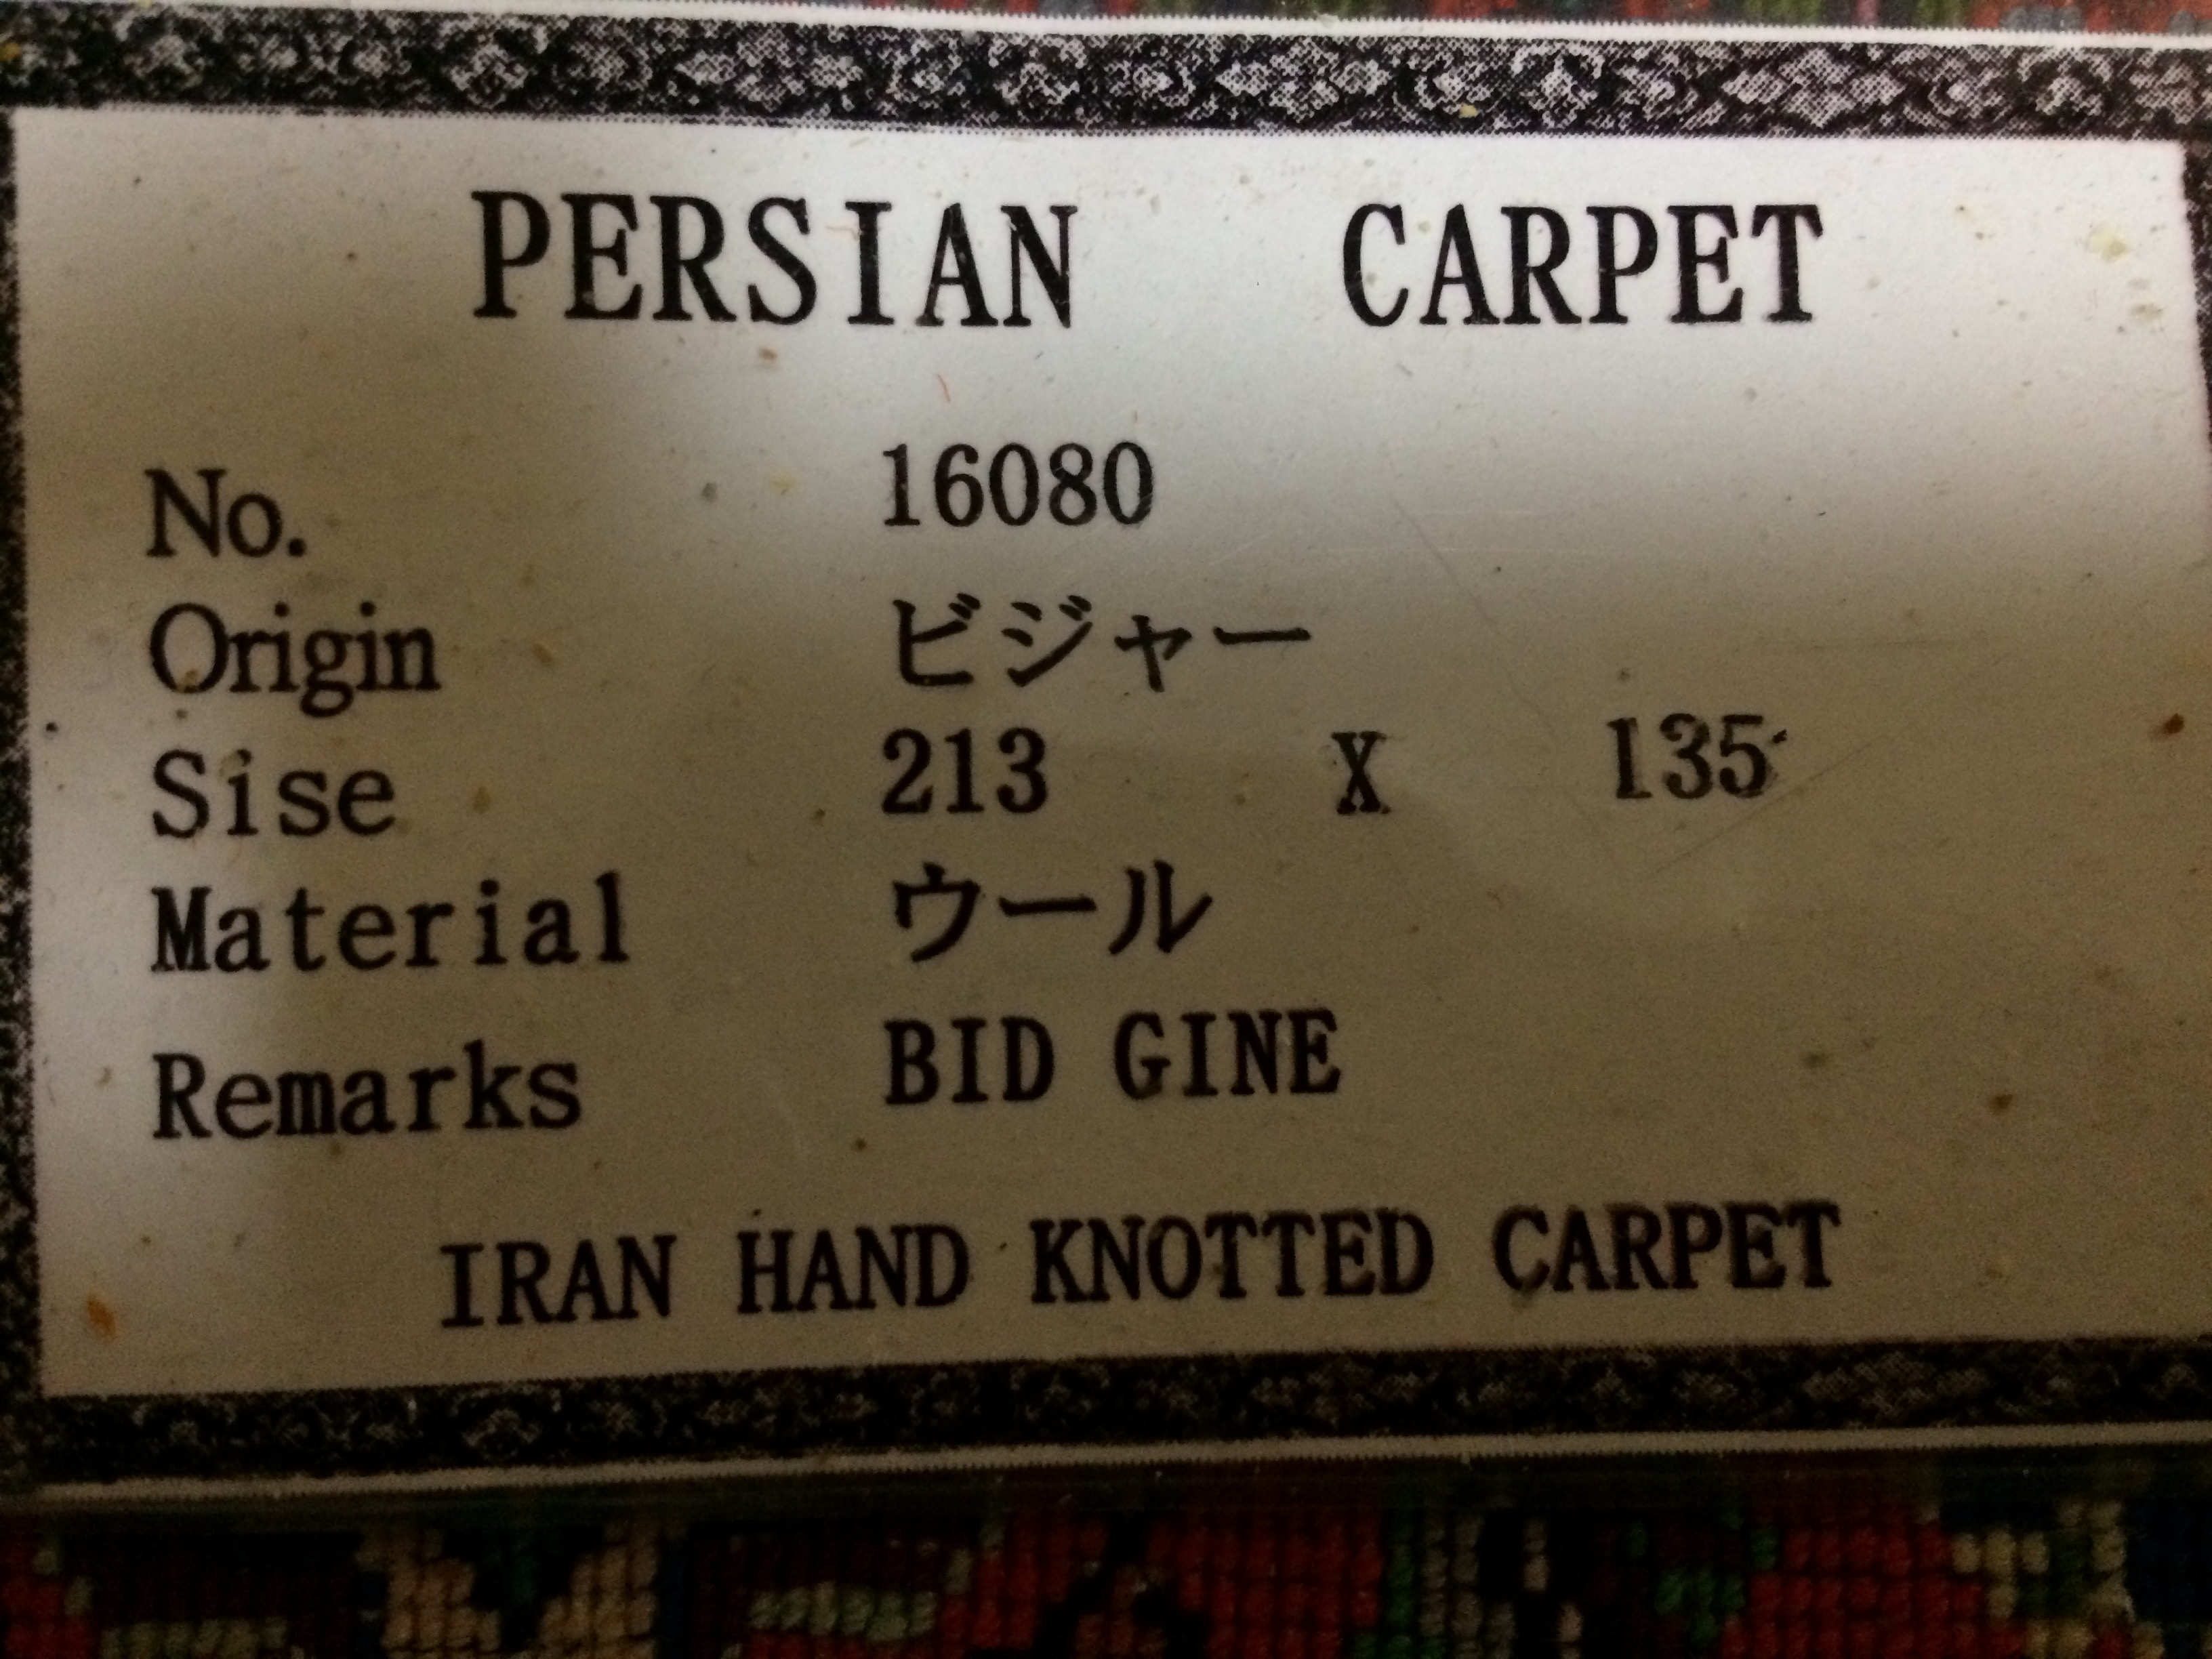 PERSIAN CARPET
No. 16080
Origin ビジャー
Sise 213 X 135
Material ウール
Remarks BID GINE
IRAN HAND KNOTTED CARPET